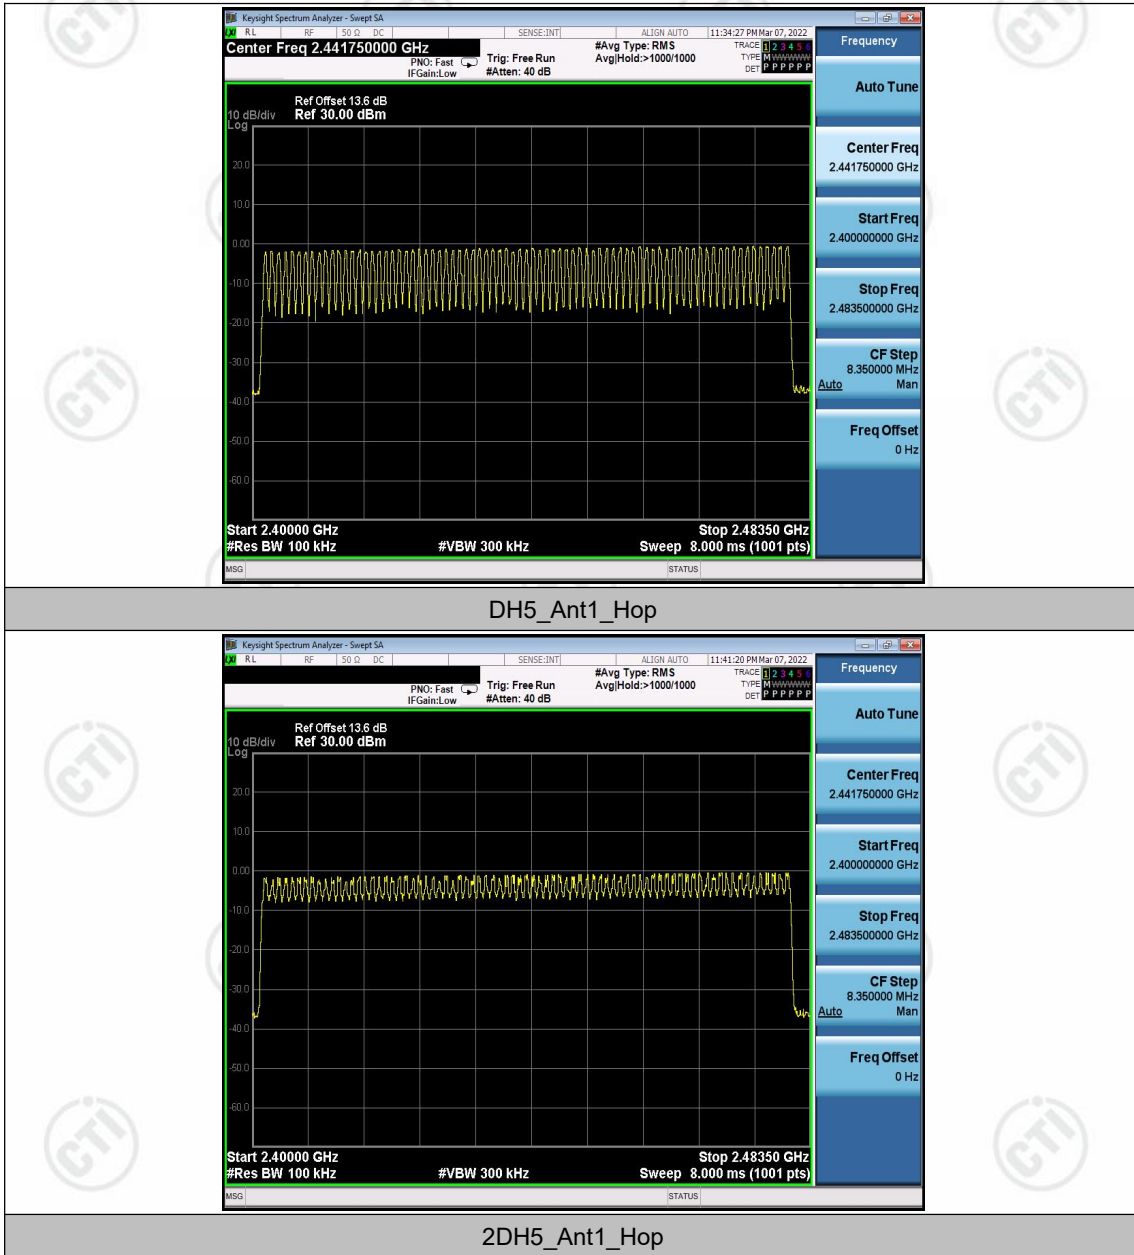 Keysight Spectrum Analyzer - Swept SA
LXI RL RF 50 Ω DC SENSE:INT ALIGN AUTO 11:34:27 PM Mar 07, 2022
Center Freq 2.441750000 GHz
#Avg Type: RMS
TRACE 1 2 3 4 5 6
PNO: Fast Trig: Free Run Avg|Hold:>1000/1000
TYPE M WWWWW
IFGain:Low #Atten: 40 dB
DET P P P P P P
Ref Offset 13.6 dB
10 dB/div Ref 30.00 dBm
Log
20.0
10.0
0.00
-10.0
-20.0
-30.0
-40.0
-50.0
-60.0
Start 2.40000 GHz Stop 2.48350 GHz
#Res BW 100 kHz #VBW 300 kHz Sweep 8.000 ms (1001 pts)
MSG STATUS
Frequency
Auto Tune
Center Freq
2.441750000 GHz
Start Freq
2.400000000 GHz
Stop Freq
2.483500000 GHz
CF Step
8.350000 MHz
Auto Man
Freq Offset
0 Hz
DH5_Ant1_Hop
Keysight Spectrum Analyzer - Swept SA
LXI RL RF 50 Ω DC SENSE:INT ALIGN AUTO 11:41:20 PM Mar 07, 2022
#Avg Type: RMS
TRACE 1 2 3 4 5 6
PNO: Fast Trig: Free Run Avg|Hold:>1000/1000
TYPE M WWWWW
IFGain:Low #Atten: 40 dB
DET P P P P P P
Ref Offset 13.6 dB
10 dB/div Ref 30.00 dBm
Log
20.0
10.0
0.00
-10.0
-20.0
-30.0
-40.0
-50.0
-60.0
Start 2.40000 GHz Stop 2.48350 GHz
#Res BW 100 kHz #VBW 300 kHz Sweep 8.000 ms (1001 pts)
MSG STATUS
Frequency
Auto Tune
Center Freq
2.441750000 GHz
Start Freq
2.400000000 GHz
Stop Freq
2.483500000 GHz
CF Step
8.350000 MHz
Auto Man
Freq Offset
0 Hz
2DH5_Ant1_Hop
CTI
CTI
CTI
CTI
CTI
CTI